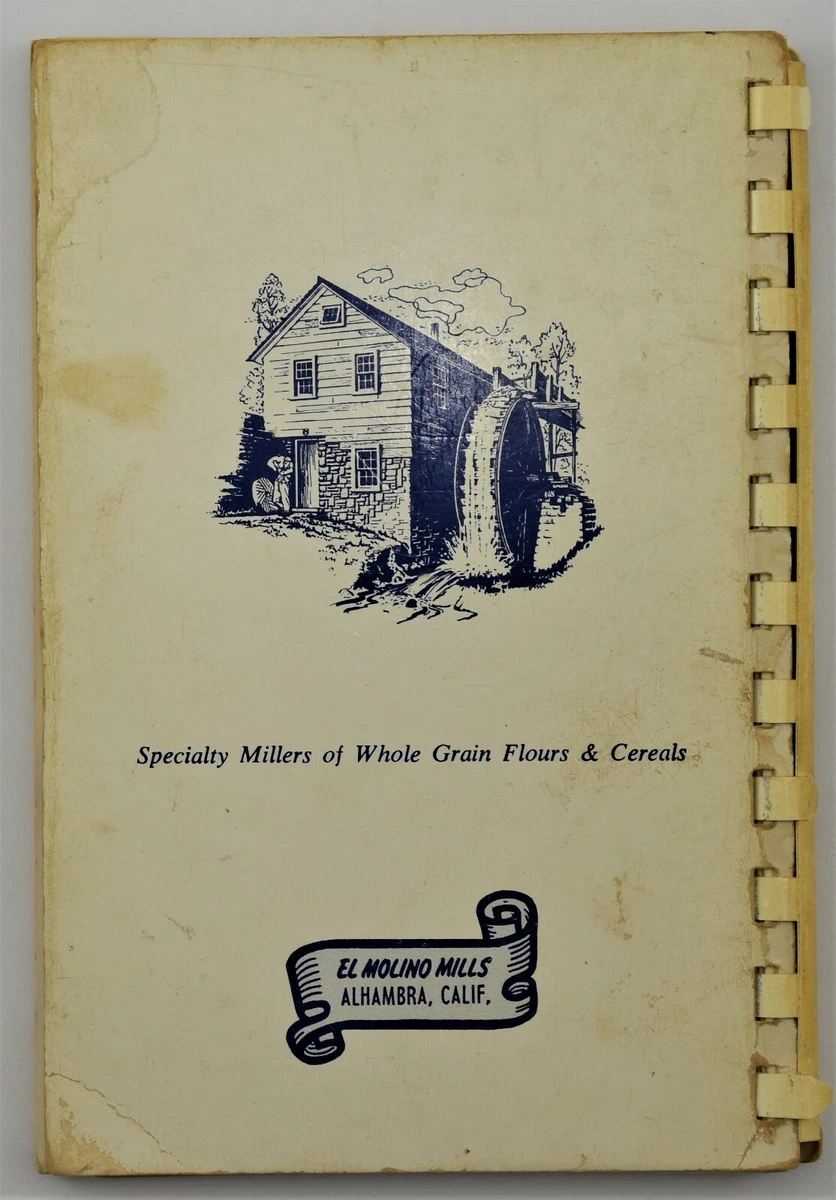 Specialty Millers of Whole Grain Flours & Cereals
EL MOLINO MILLS
ALHAMBRA, CALIF.